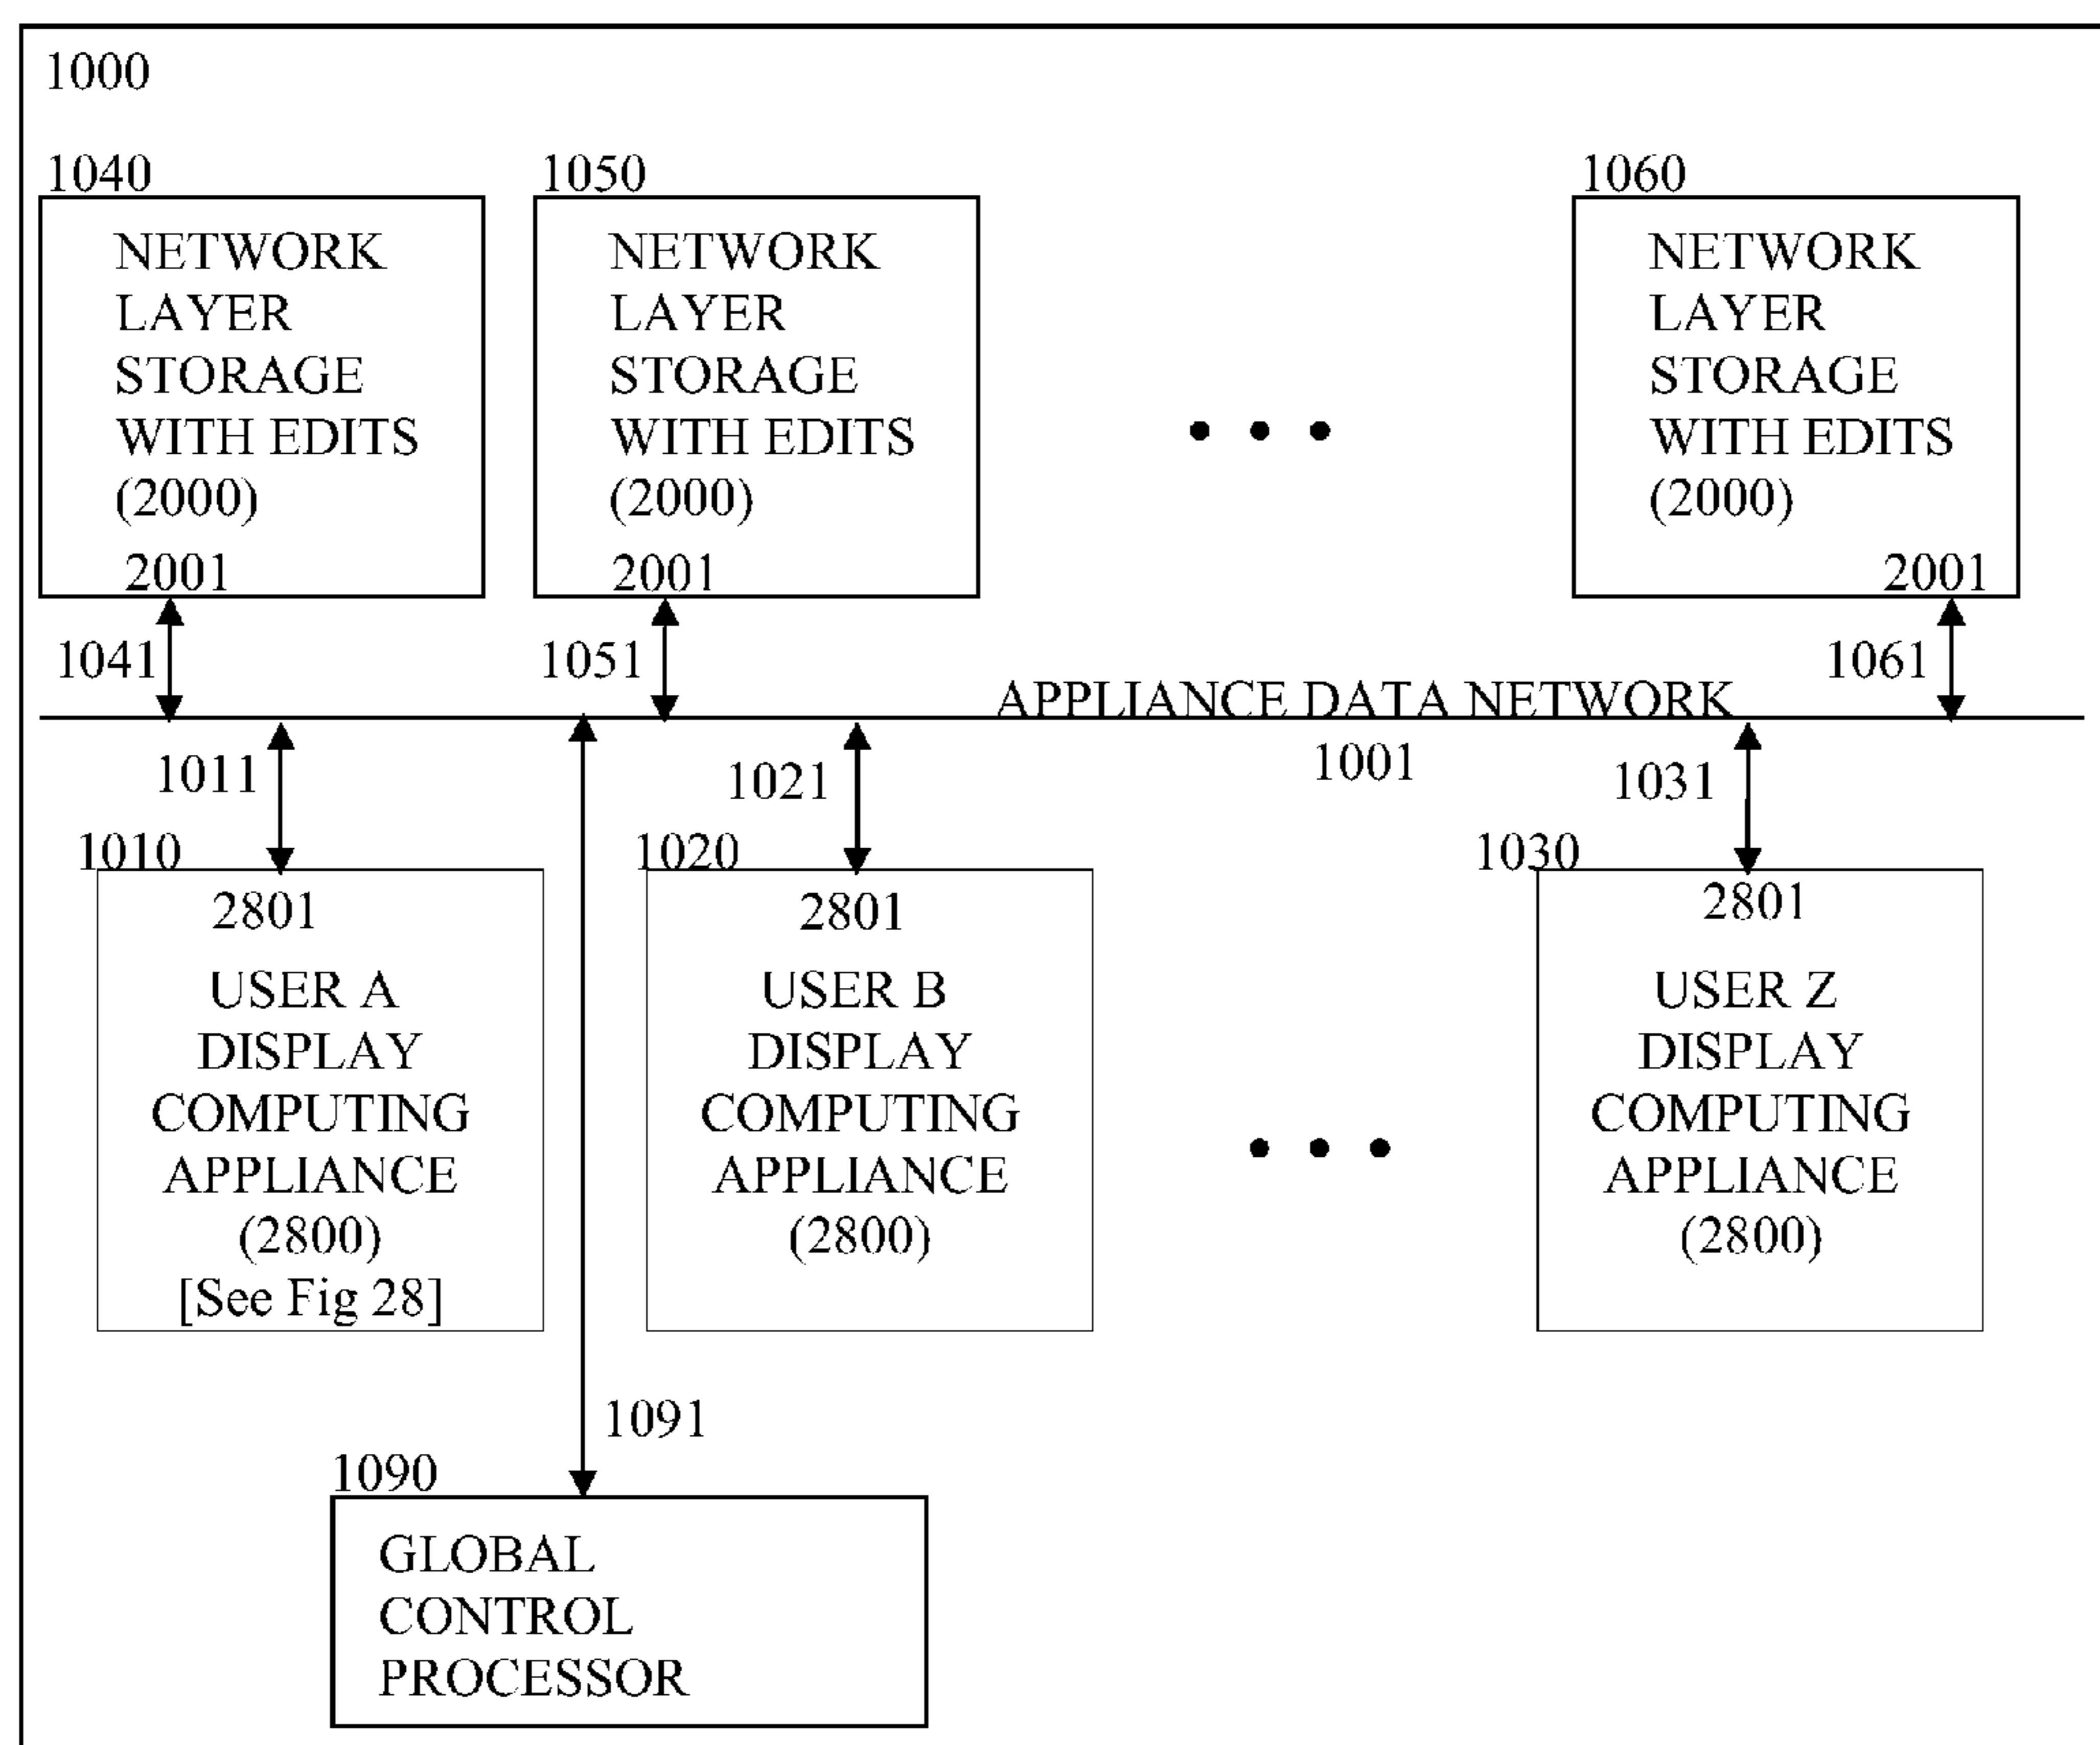 1000
1040
NETWORK
LAYER
STORAGE
WITH EDITS
(2000)
2001
1050
NETWORK
LAYER
STORAGE
WITH EDITS
(2000)
2001
1060
NETWORK
LAYER
STORAGE
WITH EDITS
(2000)
2001
1041
1051
1061
APPLIANCE DATA NETWORK
1001
1011
1021
1031
1010
2801
USER A
DISPLAY
COMPUTING
APPLIANCE
(2800)
[See Fig 28]
1020
2801
USER B
DISPLAY
COMPUTING
APPLIANCE
(2800)
1030
2801
USER Z
DISPLAY
COMPUTING
APPLIANCE
(2800)
1091
1090
GLOBAL
CONTROL
PROCESSOR